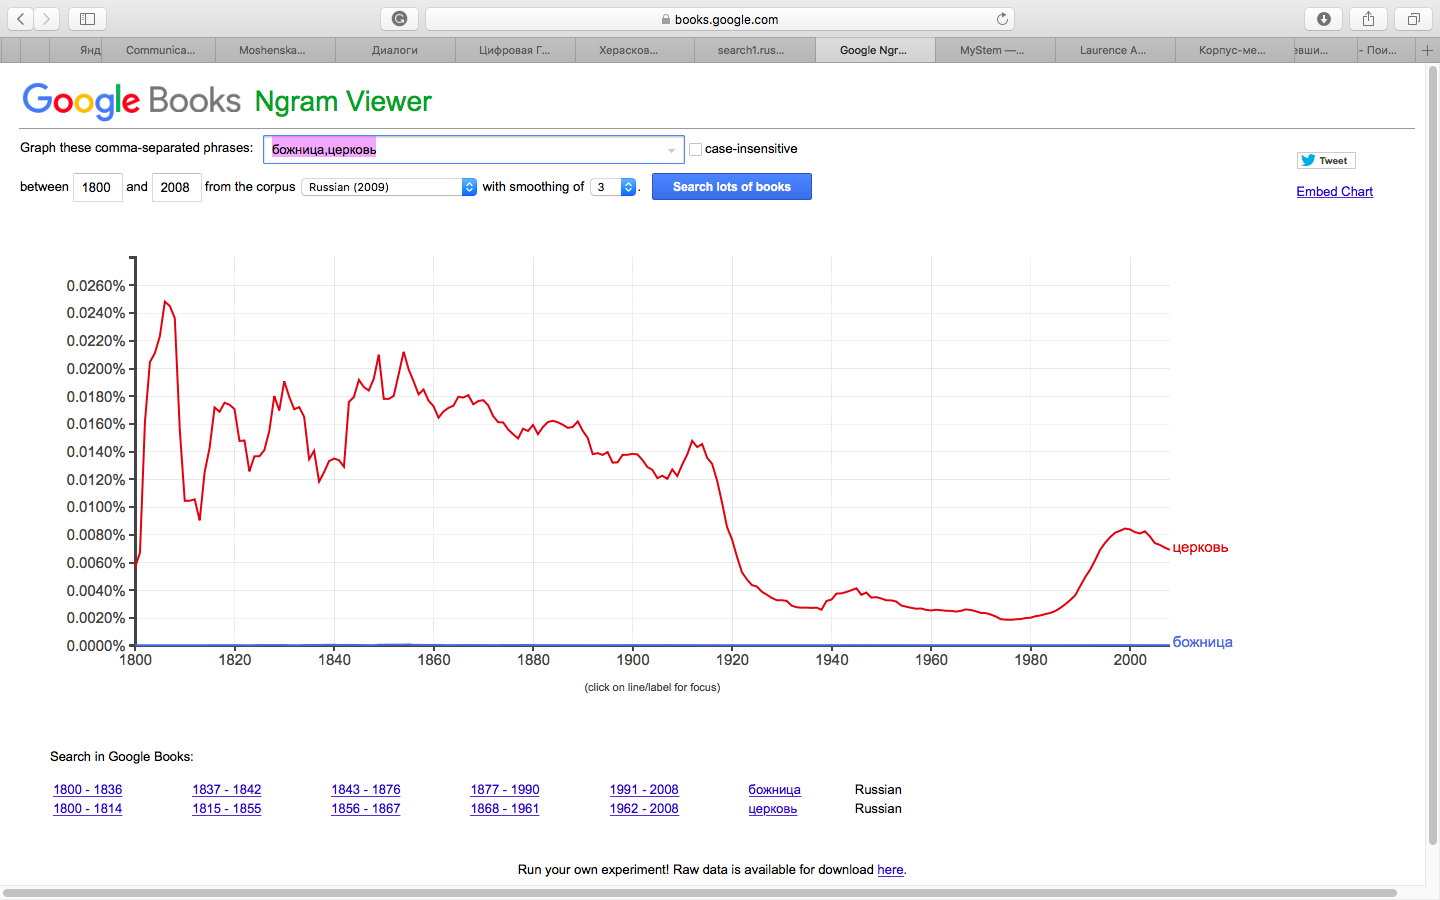 books.google.com
Янд Communica... Moshenska... Диалоги Цифровая Г... Херасков... search1.rus... Google Ngr... MyStem —... Laurence A... Корпус-ме... евши... - Пои...
Google Books Ngram Viewer
Graph these comma-separated phrases: божница,церковь case-insensitive
Tweet
between 1800 and 2008 from the corpus Russian (2009) with smoothing of 3 . Search lots of books
Embed Chart
0.0260%
0.0240%
0.0220%
0.0200%
0.0180%
0.0160%
0.0140%
0.0120%
0.0100%
0.0080%
церковь
0.0060%
0.0040%
0.0020%
0.0000%
божница
1800 1820 1840 1860 1880 1900 1920 1940 1960 1980 2000
(click on line/label for focus)
Search in Google Books:
1800 - 1836 1837 - 1842 1843 - 1876 1877 - 1990 1991 - 2008 божница Russian
1800 - 1814 1815 - 1855 1856 - 1867 1868 - 1961 1962 - 2008 церковь Russian
Run your own experiment! Raw data is available for download here.